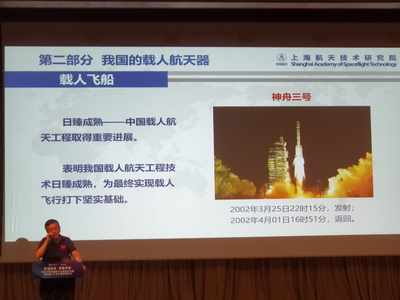 第二部分 我国的载人航天器
上海航天技术研究院
Shanghai Academy of Spaceflight Technology
载人飞船
神舟三号
日臻成熟——中国载人航
天工程取得重要进展。
表明我国载人航天工程技
术日臻成熟，为最终实现载人
飞行打下坚实基础。
2002年3月25日22时15分，发射；
2002年4月01日16时51分，返回。